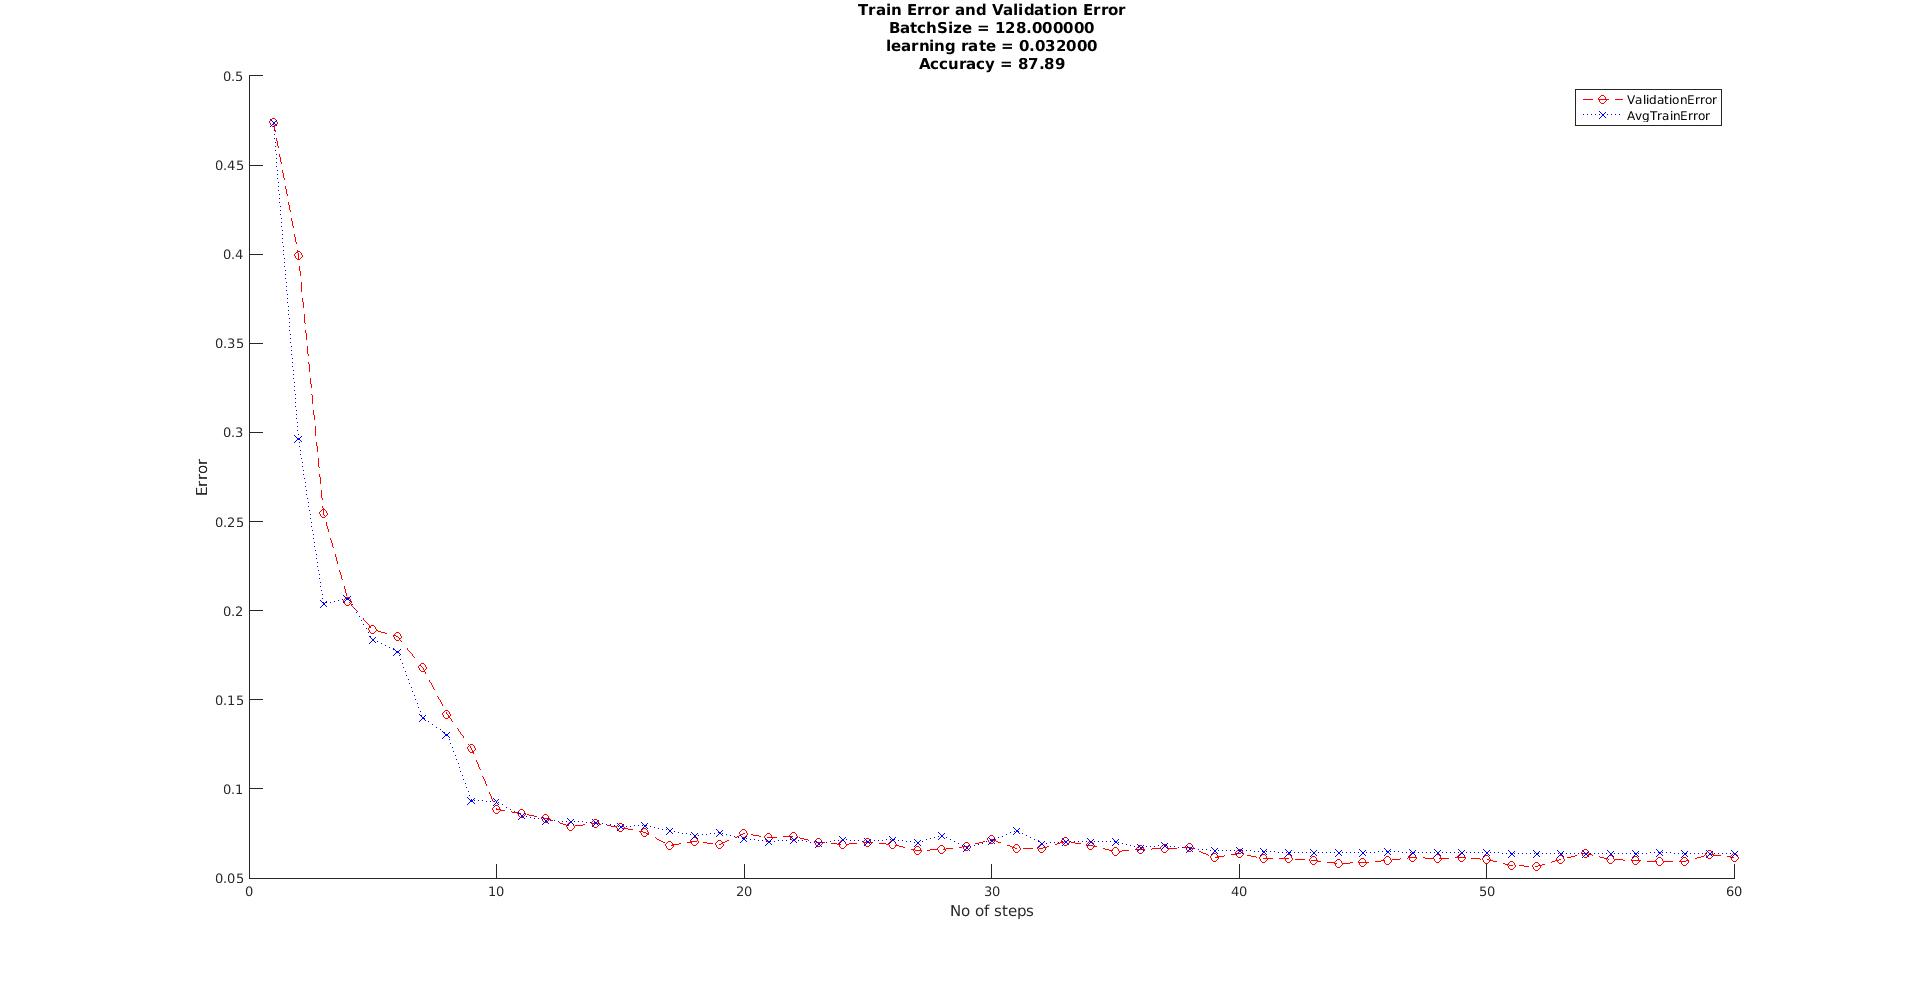 Train Error and Validation Error
BatchSize = 128.000000
learning rate = 0.032000
Accuracy = 87.89
ValidationError
AvgTrainError
0.5
0.45
0.4
0.35
0.3
0.25
0.2
0.15
0.1
0.05
Error
0 10 20 30 40 50 60
No of steps